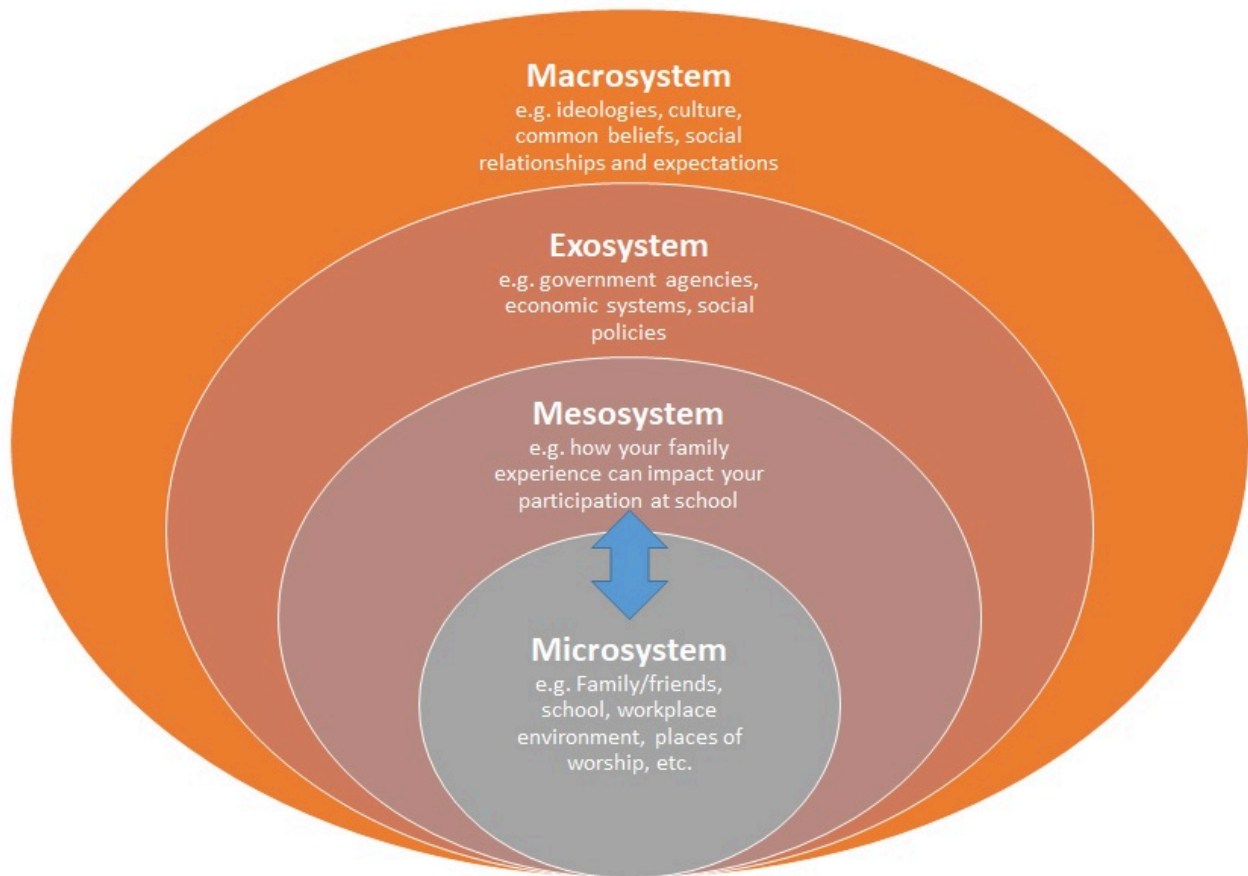 Macrosystem
e.g. ideologies, culture,
common beliefs, social
relationships and expectations
Exosystem
e.g. government agencies,
economic systems, social
policies
Mesosystem
e.g. how your family
experience can impact your
participation at school
Microsystem
e.g. Family/friends,
school, workplace
environment, places of
worship, etc.